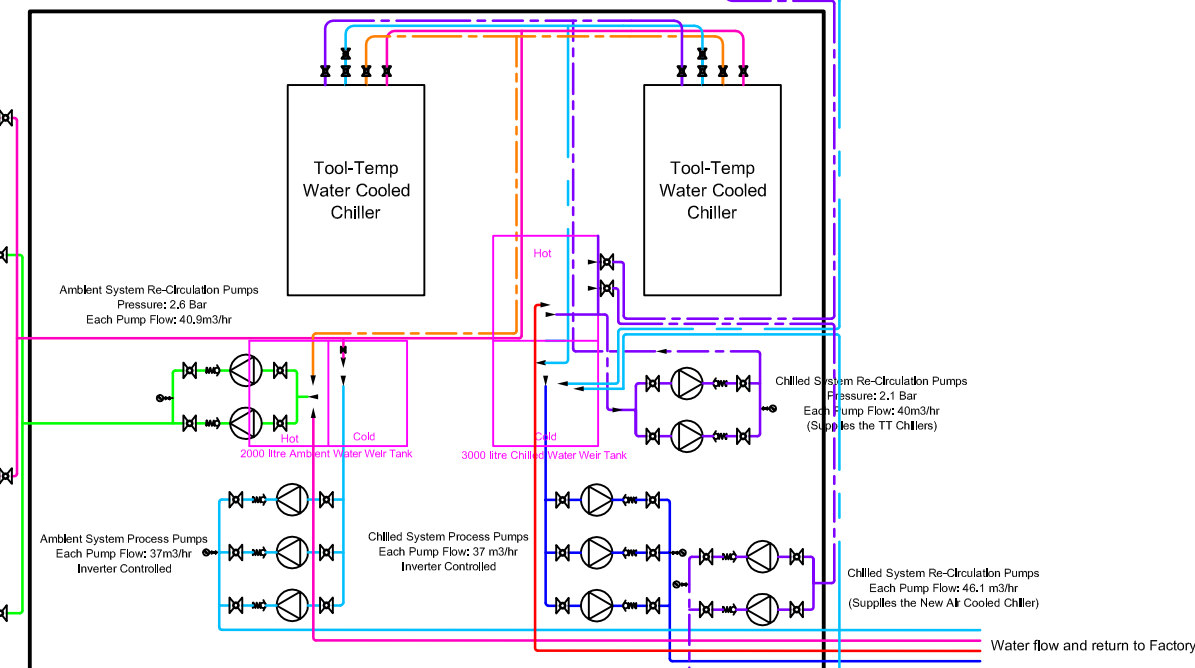 Tool-Temp
Water Cooled
Chiller
Tool-Temp
Water Cooled
Chiller
Hot
Ambient System Re-Circulation Pumps
Pressure: 2.6 Bar
Each Pump Flow: 40.9m3/hr
Chilled System Re-Circulation Pumps
Pressure: 2.1 Bar
Each Pump Flow: 40m3/hr
(Supplies the TT Chillers)
Hot
Cold
2000 litre Ambient Water Weir Tank
Cold
3000 litre Chilled Water Weir Tank
Ambient System Process Pumps
Each Pump Flow: 37m3/hr
Inverter Controlled
Chilled System Process Pumps
Each Pump Flow: 37 m3/hr
Inverter Controlled
Chilled System Re-Circulation Pumps
Each Pump Flow: 46.1 m3/hr
(Supplies the New Air Cooled Chiller)
Water flow and return to Factory